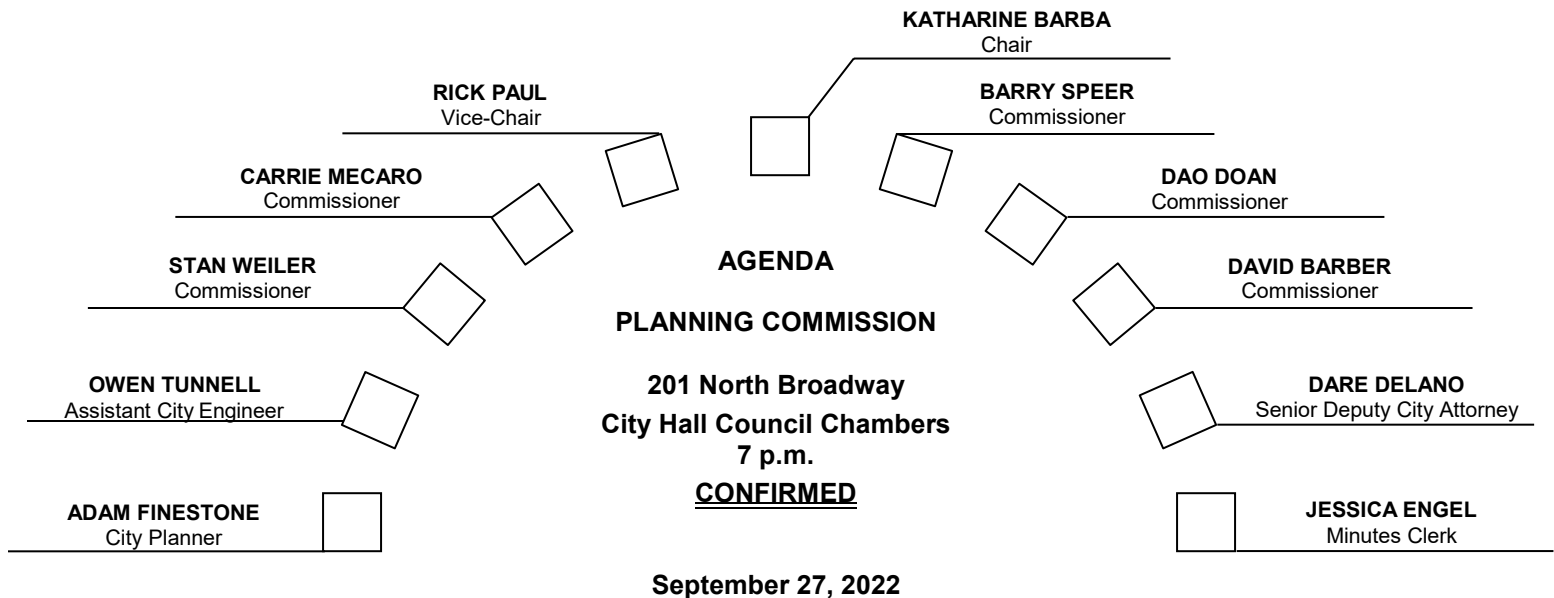 KATHARINE BARBA
Chair
RICK PAUL
Vice-Chair
BARRY SPEER
Commissioner
CARRIE MECARO
Commissioner
DAO DOAN
Commissioner
STAN WEILER
Commissioner
AGENDA
DAVID BARBER
Commissioner
PLANNING COMMISSION
OWEN TUNNELL
Assistant City Engineer
201 North Broadway
City Hall Council Chambers
7 p.m.
CONFIRMED
DARE DELANO
Senior Deputy City Attorney
ADAM FINESTONE
City Planner
JESSICA ENGEL
Minutes Clerk
September 27, 2022